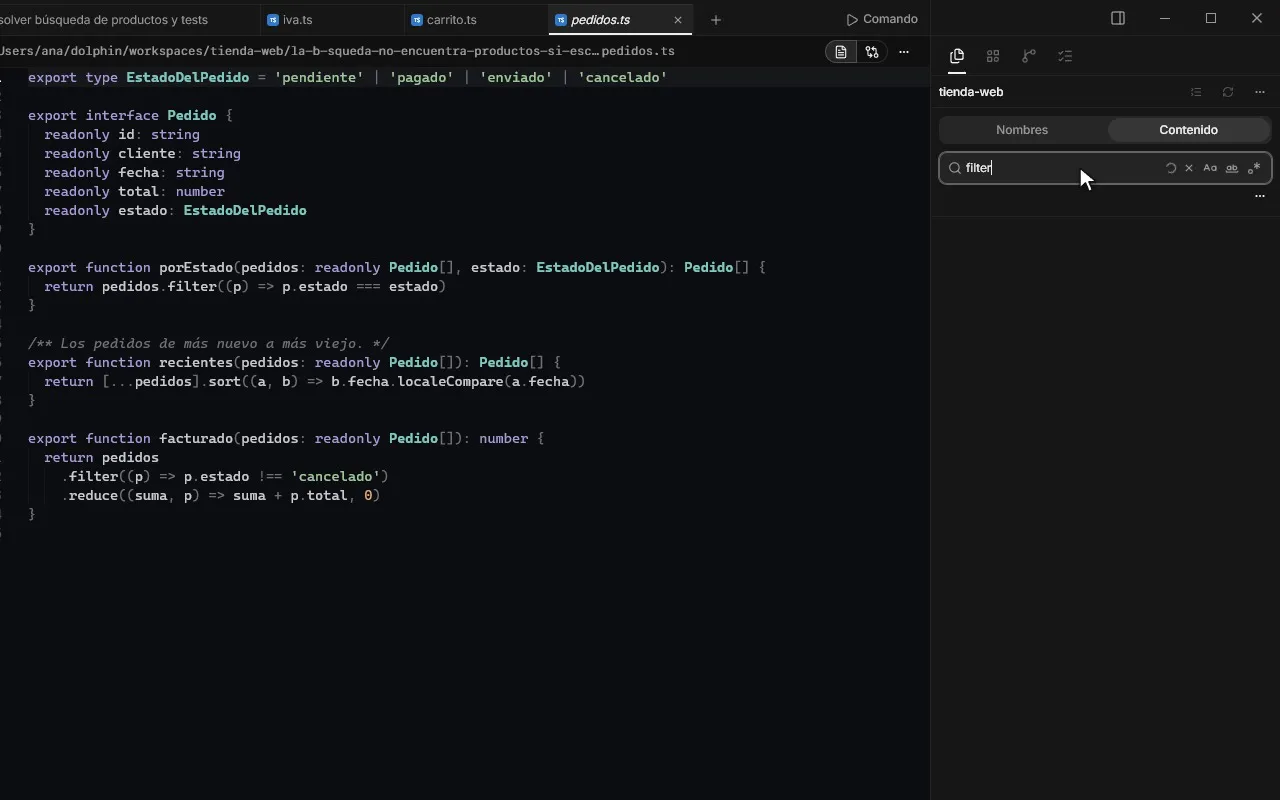 solver búsqueda de productos y tests
TS iva.ts
TS carrito.ts
TS pedidos.ts
Comando
Users/ana/dolphin/workspaces/tienda-web/la-b-squeda-no-encuentra-productos-si-esc…pedidos.ts
export type EstadoDelPedido = 'pendiente' | 'pagado' | 'enviado' | 'cancelado'
export interface Pedido {
readonly id: string
readonly cliente: string
readonly fecha: string
readonly total: number
readonly estado: EstadoDelPedido
}
export function porEstado(pedidos: readonly Pedido[], estado: EstadoDelPedido): Pedido[] {
return pedidos.filter((p) => p.estado === estado)
}
/** Los pedidos de más nuevo a más viejo. */
export function recientes(pedidos: readonly Pedido[]): Pedido[] {
return [...pedidos].sort((a, b) => b.fecha.localeCompare(a.fecha))
}
export function facturado(pedidos: readonly Pedido[]): number {
return pedidos
.filter((p) => p.estado !== 'cancelado')
.reduce((suma, p) => suma + p.total, 0)
}
tienda-web
Nombres
Contenido
filter
Aa
ab